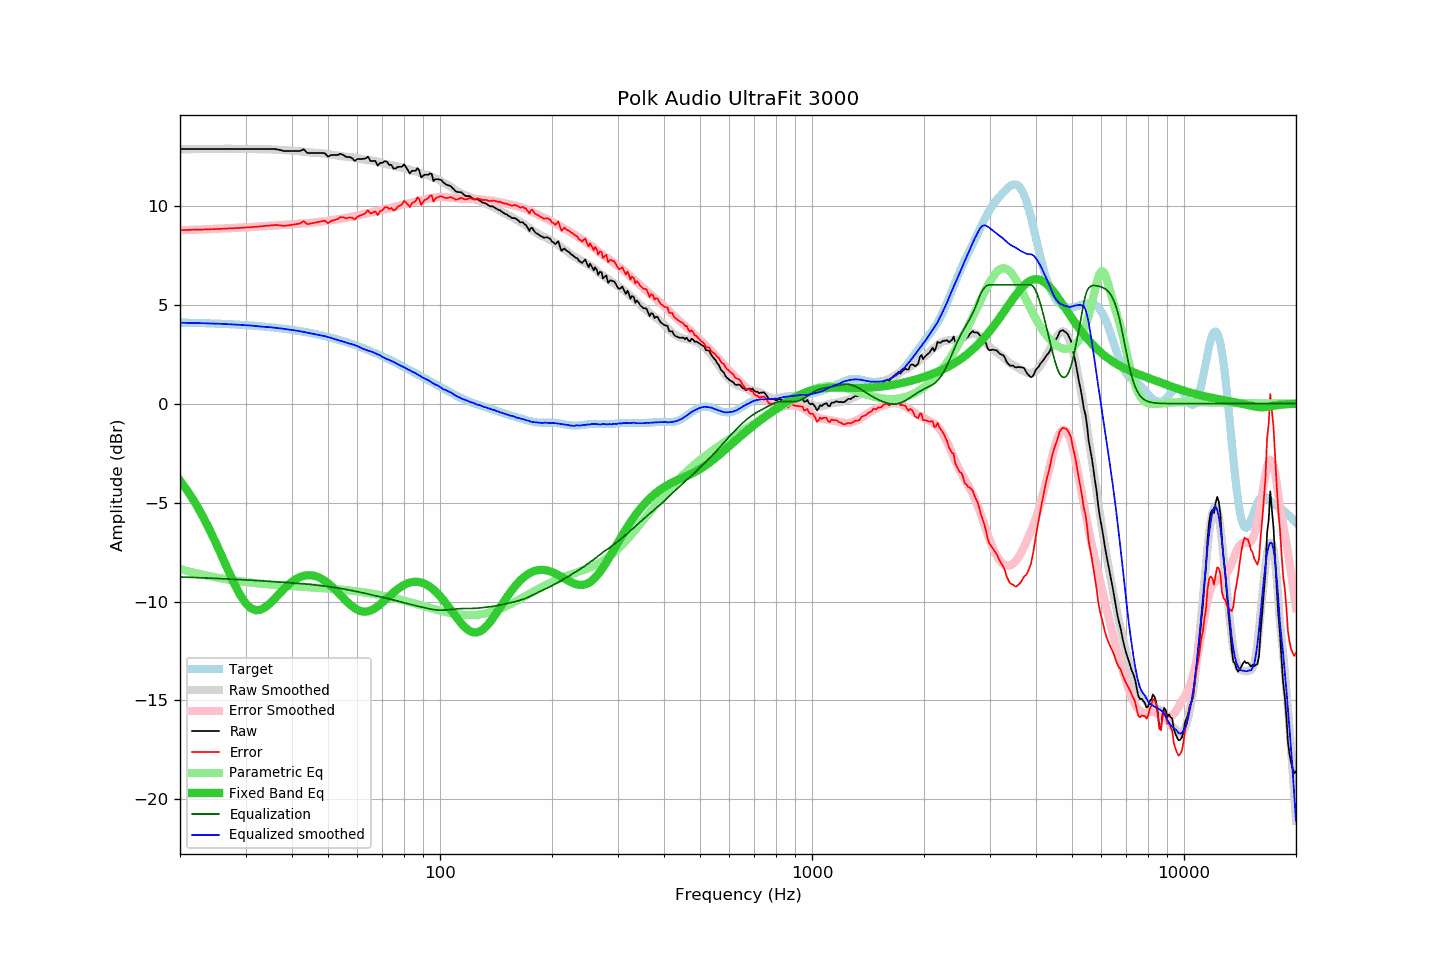 Polk Audio UltraFit 3000
10
5
0
−5
−10
−15
−20
Amplitude (dBr)
Target
Raw Smoothed
Error Smoothed
Raw
Error
Parametric Eq
Fixed Band Eq
Equalization
Equalized smoothed
100
1000
10000
Frequency (Hz)